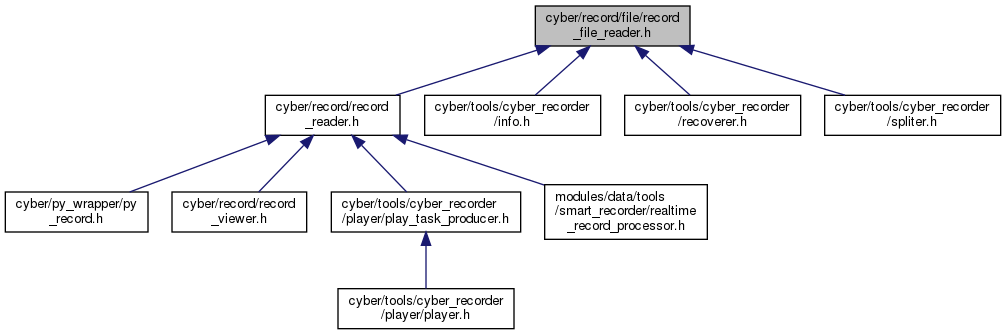 cyber/record/file/record
_file_reader.h
cyber/record/record
_reader.h
cyber/tools/cyber_recorder
/info.h
cyber/tools/cyber_recorder
/recoverer.h
cyber/tools/cyber_recorder
/spliter.h
cyber/py_wrapper/py
_record.h
cyber/record/record
_viewer.h
cyber/tools/cyber_recorder
/player/play_task_producer.h
modules/data/tools
/smart_recorder/realtime
_record_processor.h
cyber/tools/cyber_recorder
/player/player.h